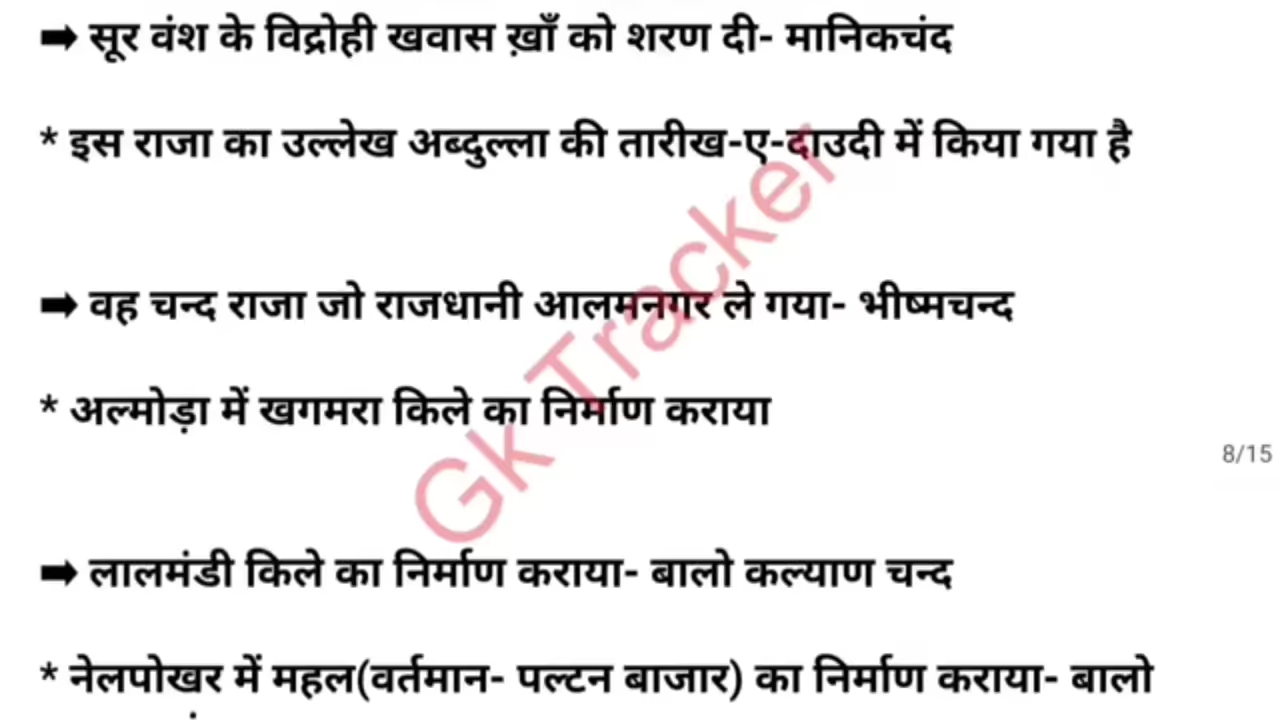 ➡ सूर वंश के विद्रोही खवास ख़ाँ को शरण दी- मानिकचंद
* इस राजा का उल्लेख अब्दुल्ला की तारीख-ए-दाउदी में किया गया है
➡ वह चन्द राजा जो राजधानी आलमनगर ले गया- भीष्मचन्द
* अल्मोड़ा में खगमरा किले का निर्माण कराया
8/15
➡ लालमंडी किले का निर्माण कराया- बालो कल्याण चन्द
* नेलपोखर में महल(वर्तमान- पल्टन बाजार) का निर्माण कराया- बालो
Gk Tracker